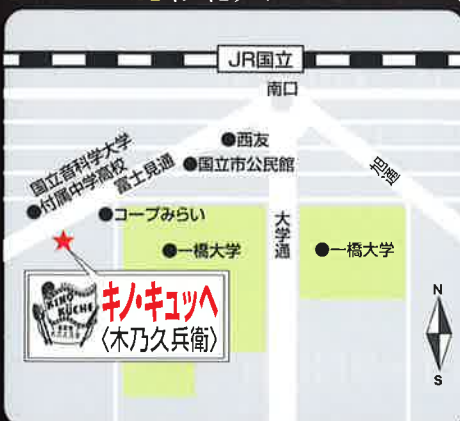 JR国立
南口
●西友
●国立市公民館
国立音科学大学
●付属中学高校
富士見通
旭通
●コープみらい
大学通
●一橋大学
●一橋大学
KINO
KÜCHE
キノ・キュッヘ
〈木乃久兵衛〉
N
S